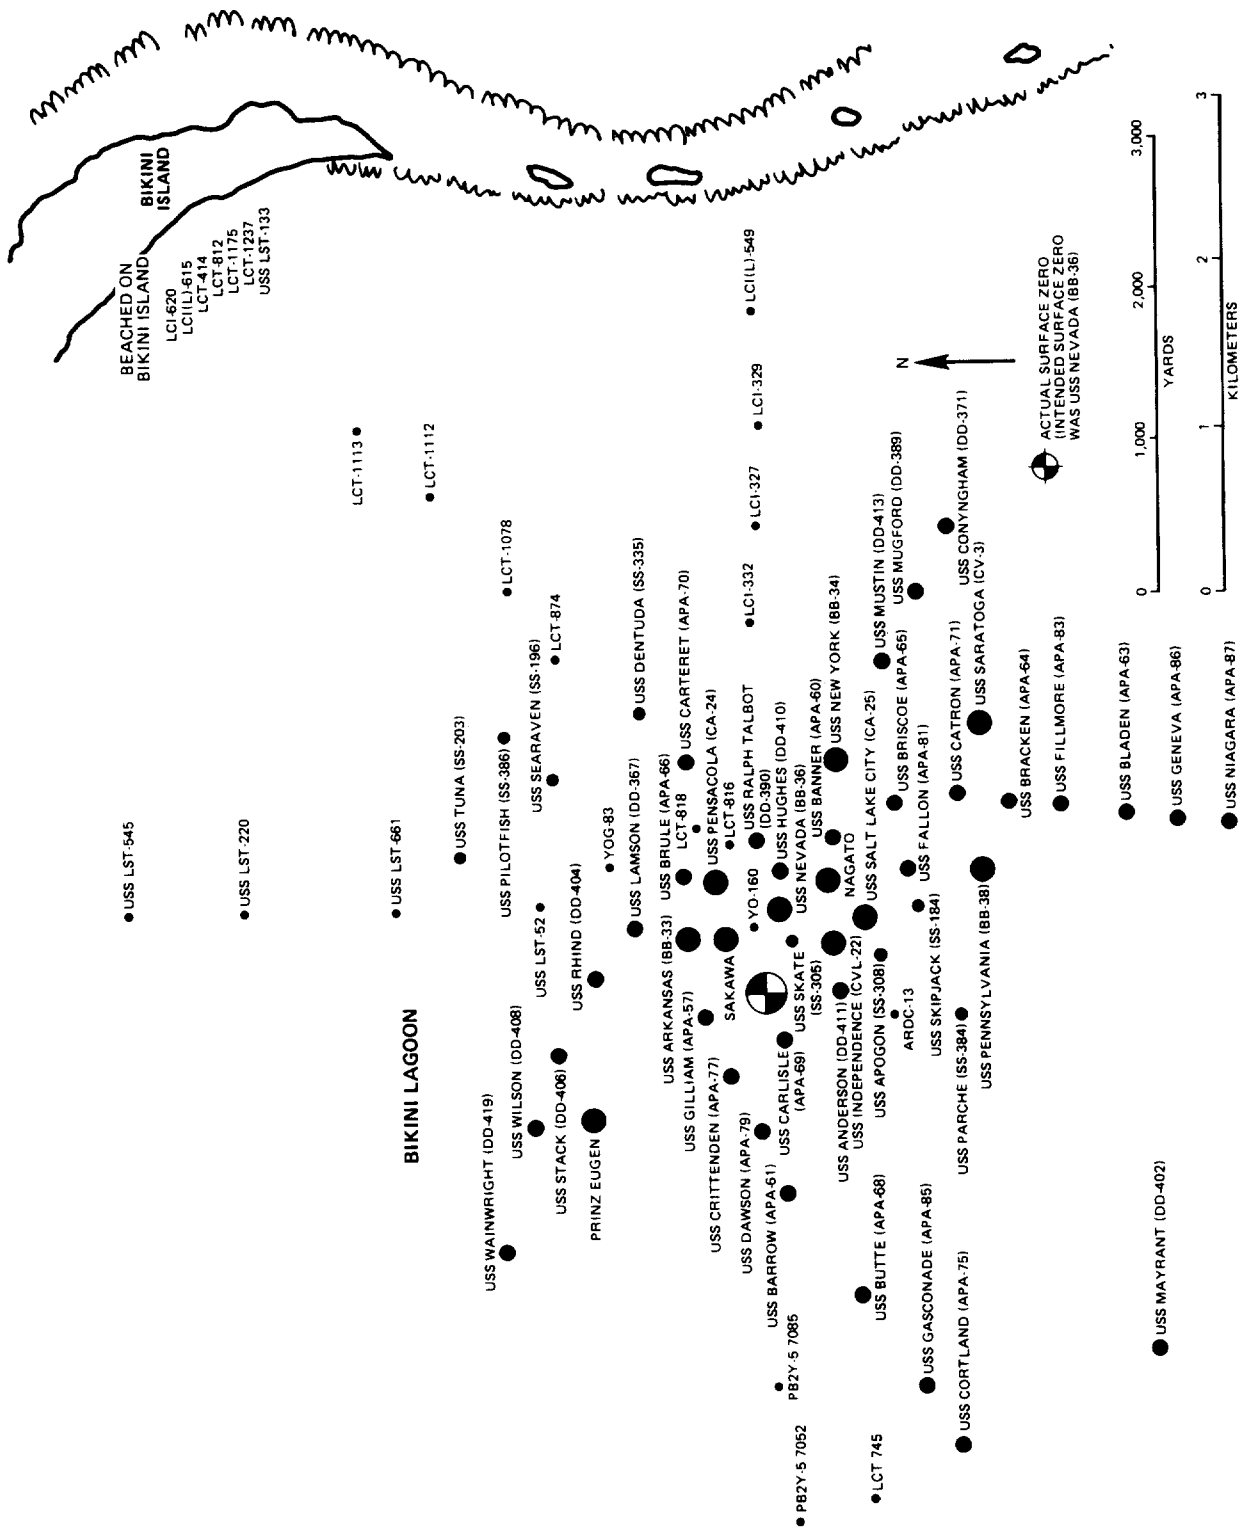 BEACHED ON
BIKINI ISLAND
LCI-620
LCI(L)-615
LCT-414
LCT-812
LCT-1175
LCT-1237
USS LST-133
BIKINI
ISLAND
USS LST-545
USS LST-220
USS LST-661
LCT-1113
LCT-1112
BIKINI LAGOON
USS TUNA (SS-203)
USS PILOTFISH (SS-386)
LCT-1078
USS SEARAVEN (SS-196)
LCT-874
USS WAINWRIGHT (DD-419)
USS WILSON (DD-408)
USS STACK (DD-406)
PRINZ EUGEN
USS LST-52
USS RHIND (DD-404)
YOG-83
USS LAMSON (DD-367)
USS DENTUDA (SS-335)
USS ARKANSAS (BB-33)
USS BRULE (APA-66)
LCT-818
USS CARTERET (APA-70)
USS GILLIAM (APA-57)
USS PENSACOLA (CA-24)
USS CRITTENDEN (APA-77)
SAKAWA
LCT-816
USS DAWSON (APA-79)
YO-160
USS RALPH TALBOT
(DD-390)
LCI-332
LCI-327
LCI-329
LCI(L)-549
USS BARROW (APA-61)
USS CARLISLE
(APA-69)
USS SKATE
(SS-305)
USS HUGHES (DD-410)
USS NEVADA (BB-36)
USS BANNER (APA-60)
USS NEW YORK (BB-34)
PB2Y-5 7085
PB2Y-5 7052
USS ANDERSON (DD-411)
USS INDEPENDENCE (CVL-22)
NAGATO
USS SALT LAKE CITY (CA-25)
USS MUSTIN (DD-413)
USS MUGFORD (DD-389)
USS BUTTE (APA-68)
LCT 745
USS APOGON (SS-308)
ARDC-13
USS BRISCOE (APA-65)
USS FALLON (APA-81)
USS SKIPJACK (SS-184)
USS GASCONADE (APA-85)
USS CORTLAND (APA-75)
USS PARCHE (SS-384)
USS PENNSYLVANIA (BB-38)
USS CATRON (APA-71)
USS CONYNGHAM (DD-371)
USS SARATOGA (CV-3)
USS BRACKEN (APA-64)
USS FILLMORE (APA-83)
USS BLADEN (APA-63)
USS GENEVA (APA-86)
USS NIAGARA (APA-87)
USS MAYRANT (DD-402)
N
ACTUAL SURFACE ZERO
(INTENDED SURFACE ZERO
WAS USS NEVADA (BB-36)
0 1,000 2,000 3,000
YARDS
0 1 2 3
KILOMETERS